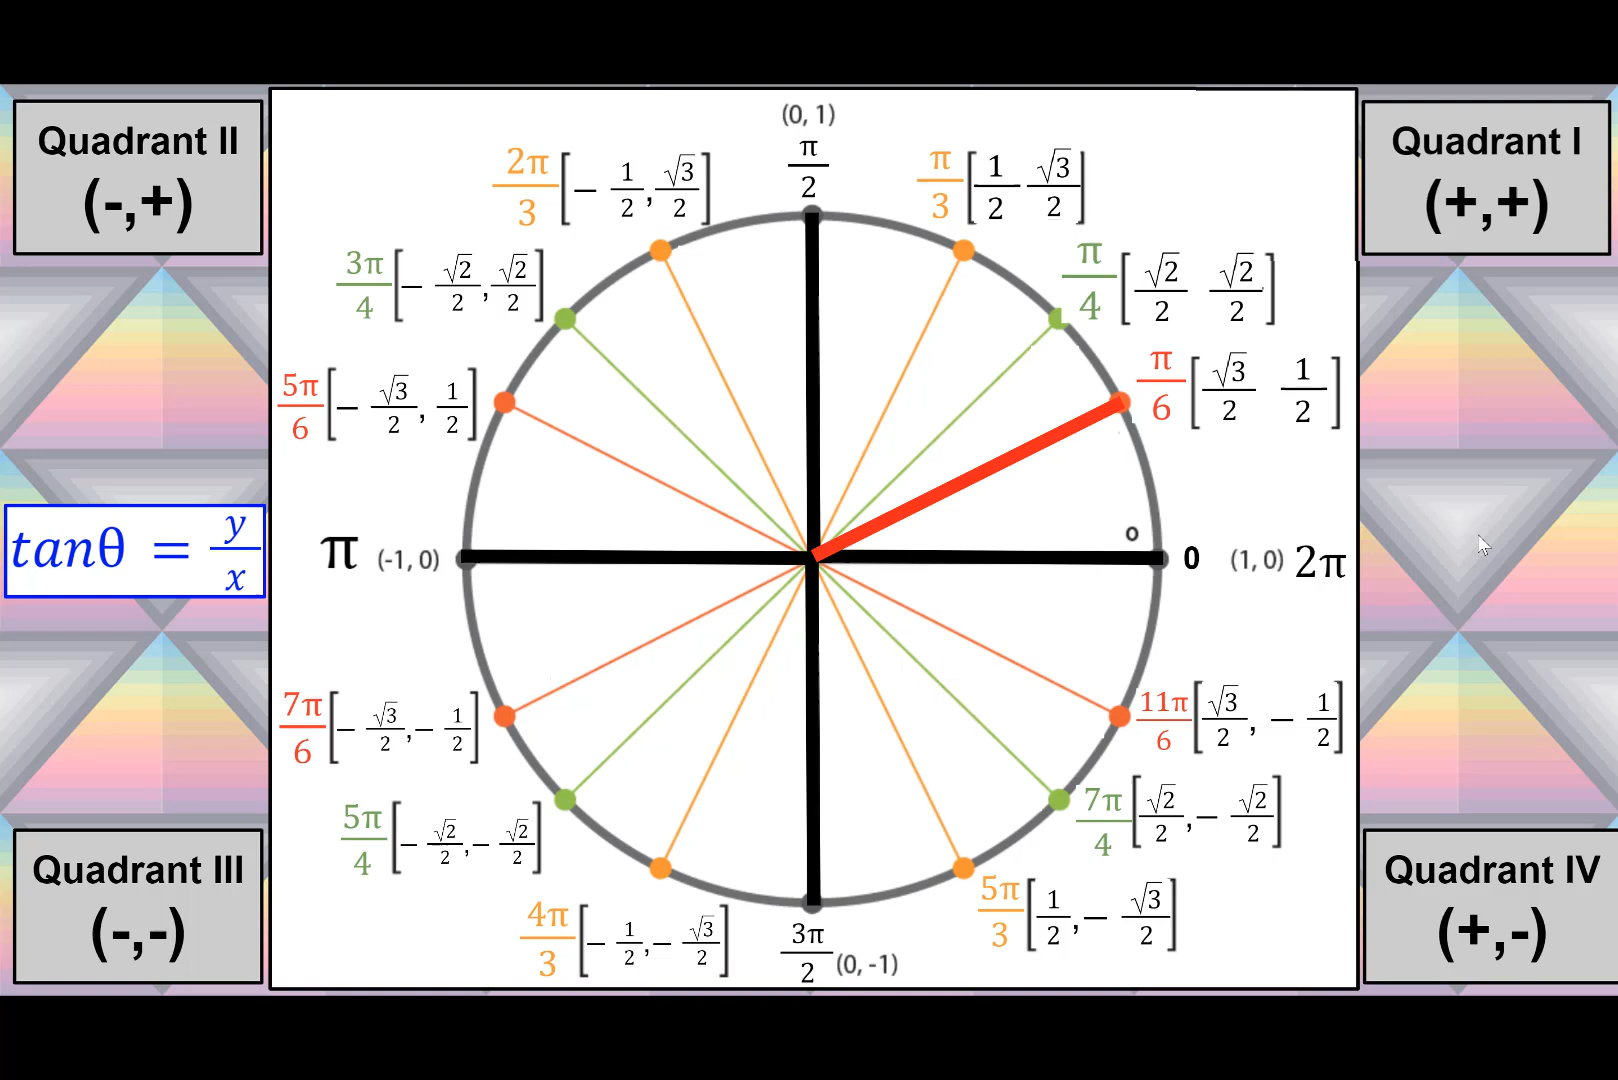 Quadrant II
(-,+)
Quadrant I
(+,+)
(0, 1)
π/2
2π/3 [− 1/2, √3/2]
π/3 [1/2 − √3/2]
3π/4 [− √2/2, √2/2]
π/4 [√2/2 √2/2]
5π/6 [− √3/2, 1/2]
π/6 [√3/2 1/2]
tanθ = y/x
π (-1, 0)
o
0 (1, 0) 2π
7π/6 [− √3/2, − 1/2]
11π/6 [√3/2, − 1/2]
5π/4 [− √2/2, − √2/2]
7π/4 [√2/2, − √2/2]
4π/3 [− 1/2, − √3/2]
5π/3 [1/2, − √3/2]
3π/2 (0, -1)
Quadrant III
(-,-)
Quadrant IV
(+,-)